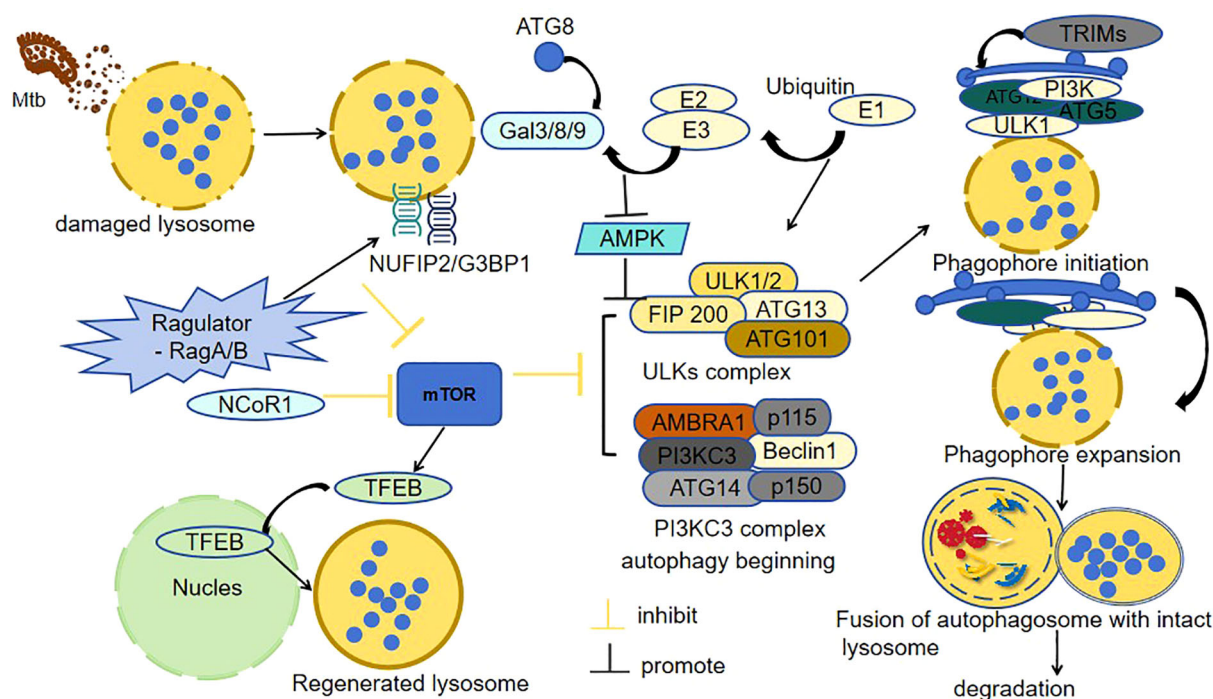 Mtb
damaged lysosome
ATG8
Gal3/8/9
E2
E3
Ubiquitin
E1
NUFIP2/G3BP1
Ragulator
- RagA/B
NCoR1
mTOR
TFEB
TFEB
Nucles
Regenerated lysosome
AMPK
ULK1/2
FIP 200
ATG13
ATG101
ULKs complex
AMBRA1
p115
PI3KC3
Beclin1
ATG14
p150
PI3KC3 complex
autophagy beginning
inhibit
promote
TRIMs
PI3K
ATG5
ULK1
Phagophore initiation
Phagophore expansion
Fusion of autophagosome with intact
lysosome
degradation